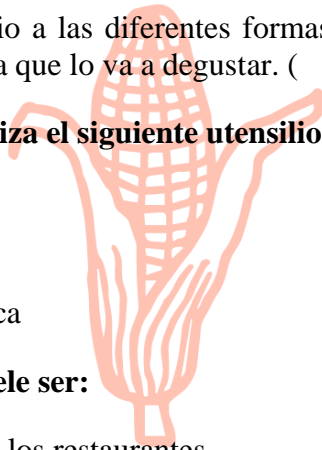 io a las diferentes formas
a que lo va a degustar. (
iza el siguiente utensilio
ca
ele ser:
los restaurantes